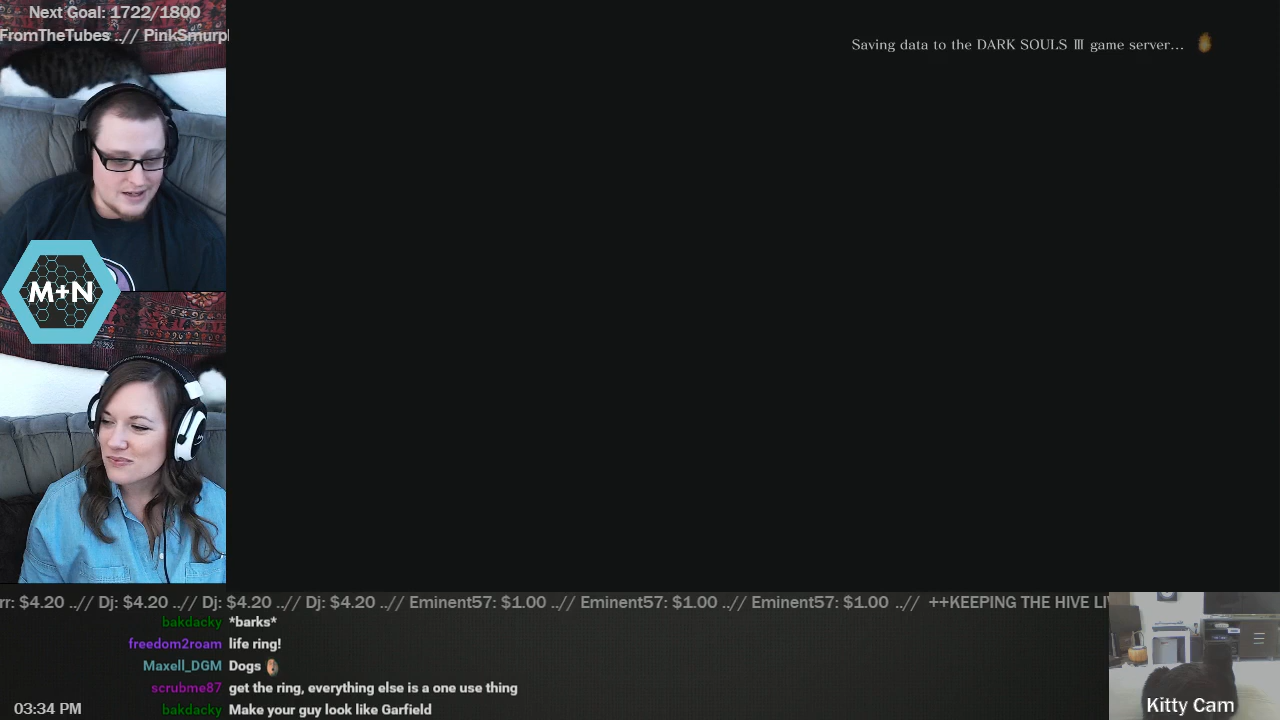 Next Goal: 1722/1800
FromTheTubes ..// PinkSmurp
Saving data to the DARK SOULS III game server...
M+N
rr: $4.20 ..// Dj: $4.20 ..// Dj: $4.20 ..// Dj: $4.20 ..// Eminent57: $1.00 ..// Eminent57: $1.00 ..// Eminent57: $1.00 ..// ++KEEPING THE HIVE LIV
bakdacky *barks*
freedom2roam life ring!
Maxell_DGM Dogs
scrubme87 get the ring, everything else is a one use thing
bakdacky Make your guy look like Garfield
03:34 PM
Kitty Cam